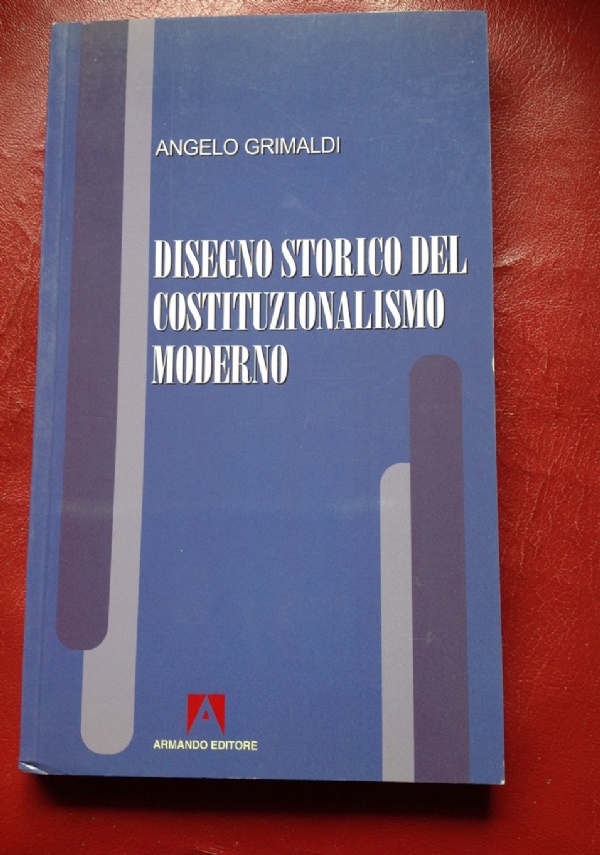 ANGELO GRIMALDI
DISEGNO STORICO DEL
COSTITUZIONALISMO
MODERNO
A
ARMANDO EDITORE